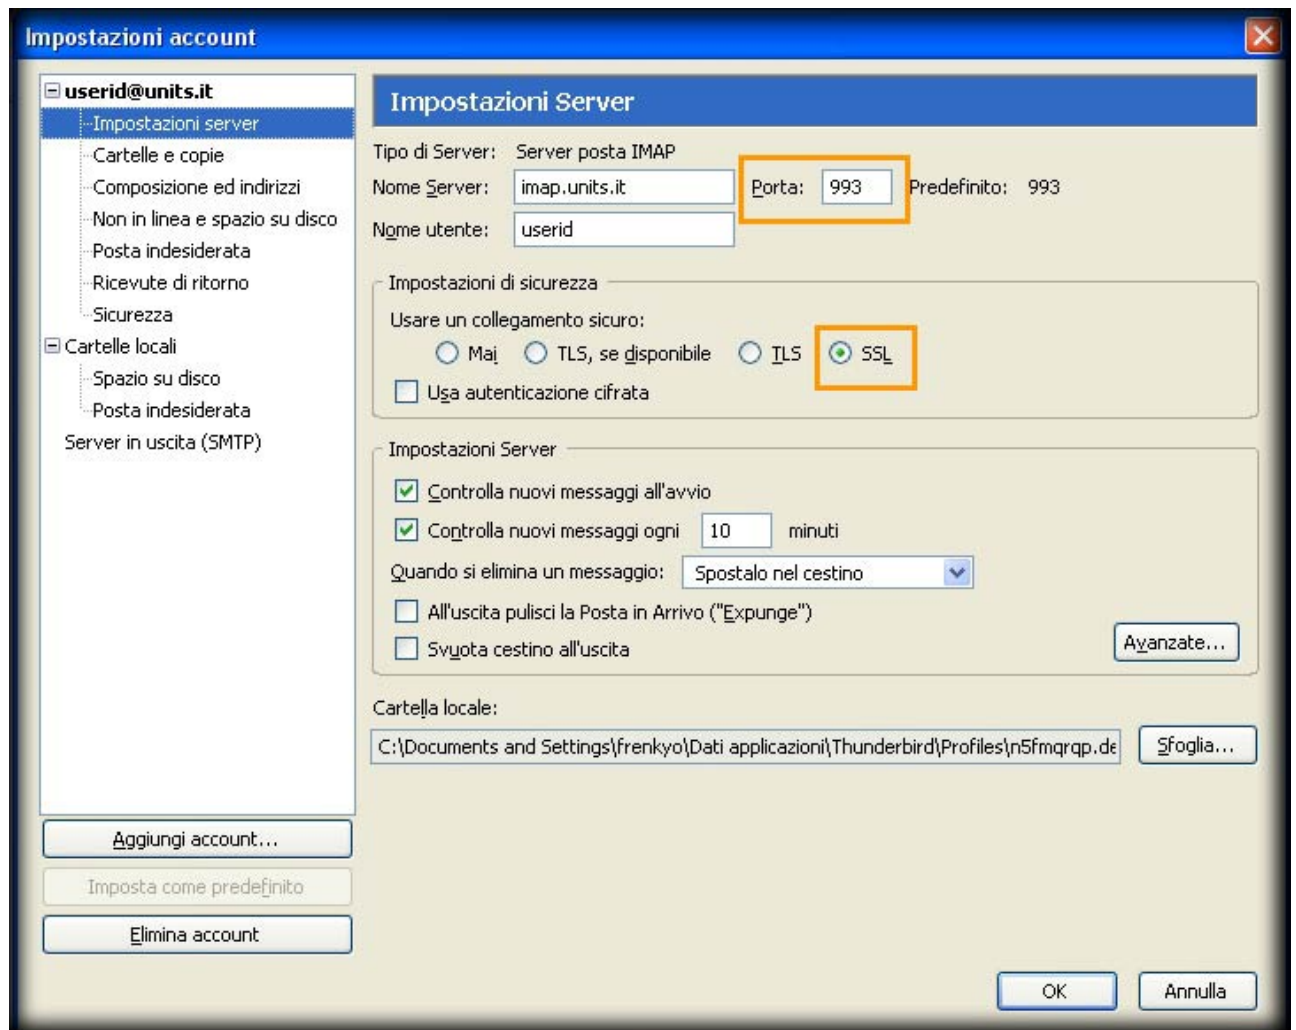 Impostazioni account
userid@units.it
Impostazioni server
Cartelle e copie
Composizione ed indirizzi
Non in linea e spazio su disco
Posta indesiderata
Ricevute di ritorno
Sicurezza
Cartelle locali
Spazio su disco
Posta indesiderata
Server in uscita (SMTP)
Aggiungi account...
Imposta come predefinito
Elimina account
Impostazioni Server
Tipo di Server: Server posta IMAP
Nome Server: imap.units.it Porta: 993 Predefinito: 993
Nome utente: userid
Impostazioni di sicurezza
Usare un collegamento sicuro:
Mai TLS, se disponibile TLS SSL
Usa autenticazione cifrata
Impostazioni Server
Controlla nuovi messaggi all'avvio
Controlla nuovi messaggi ogni 10 minuti
Quando si elimina un messaggio: Spostalo nel cestino
All'uscita pulisci la Posta in Arrivo ("Expunge")
Svuota cestino all'uscita
Avanzate...
Cartella locale:
C:\Documents and Settings\frenkyo\Dati applicazioni\Thunderbird\Profiles\n5fmqrqp.de Sfoglia...
OK Annulla